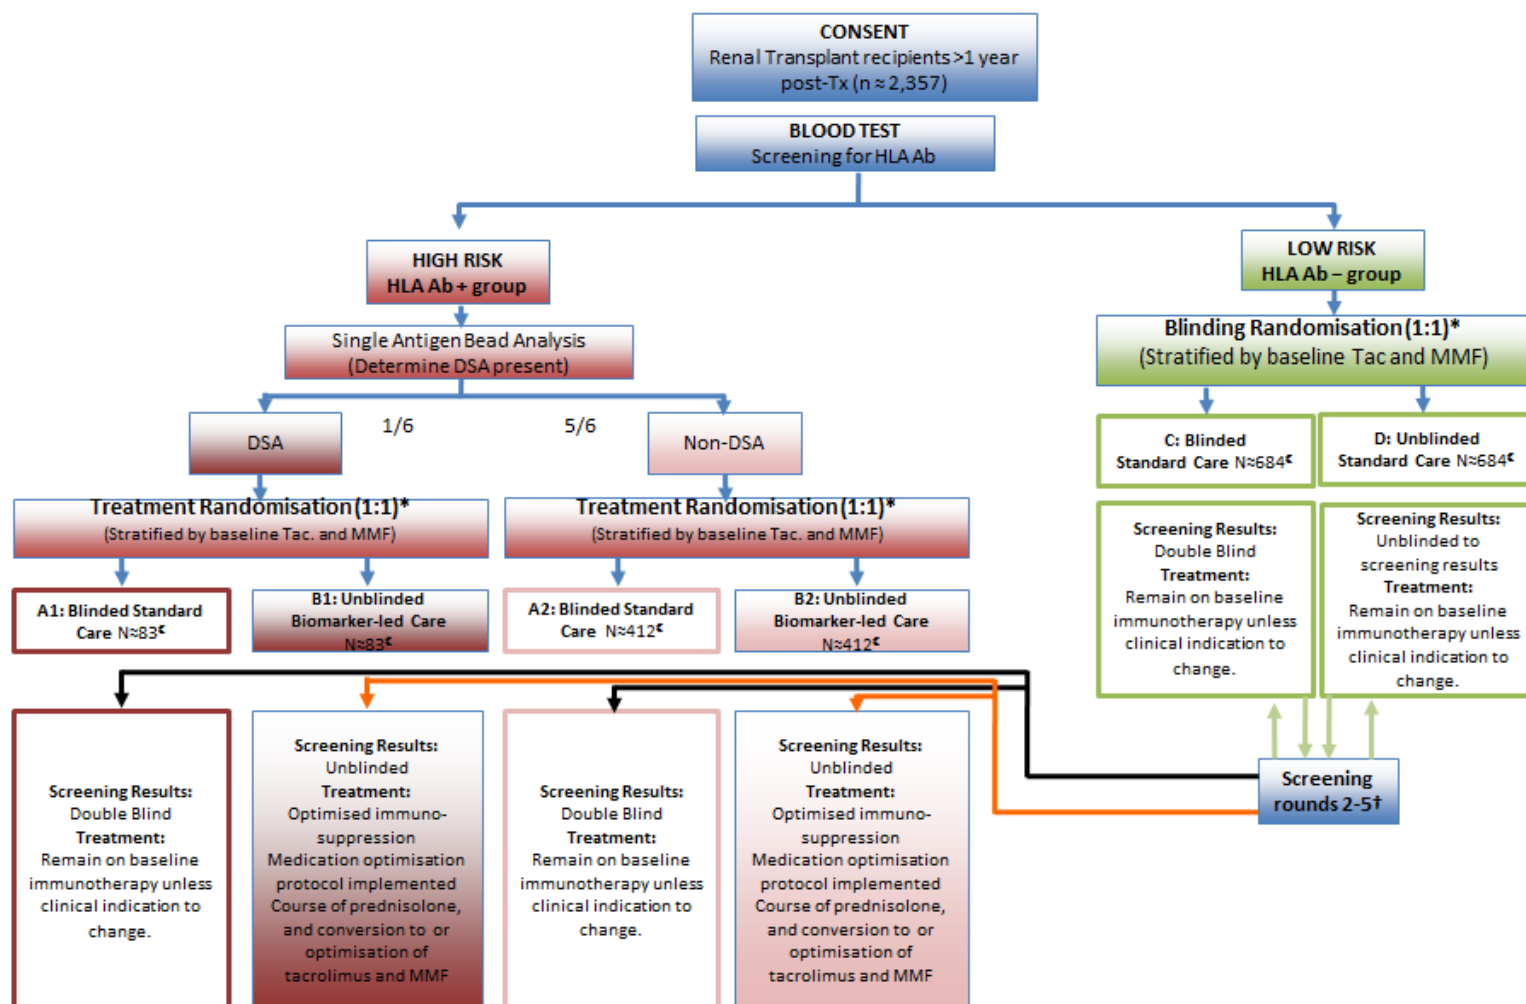 CONSENT
Renal Transplant recipients >1 year
post-Tx (n ≈ 2,357)
BLOOD TEST
Screening for HLA Ab
HIGH RISK
HLA Ab + group
LOW RISK
HLA Ab – group
Single Antigen Bead Analysis
(Determine DSA present)
Blinding Randomisation (1:1)*
(Stratified by baseline Tac and MMF)
DSA
1/6
5/6
Non-DSA
C: Blinded
Standard Care N≈684€
D: Unblinded
Standard Care N≈684€
Treatment Randomisation (1:1)*
(Stratified by baseline Tac. and MMF)
Treatment Randomisation (1:1)*
(Stratified by baseline Tac. and MMF)
A1: Blinded Standard
Care N≈83€
B1: Unblinded
Biomarker-led Care
N≈83€
A2: Blinded Standard
Care N≈412€
B2: Unblinded
Biomarker-led Care
N≈412€
Screening Results:
Double Blind
Treatment:
Remain on baseline
immunotherapy unless
clinical indication to
change.
Screening Results:
Unblinded to
screening results
Treatment:
Remain on baseline
immunotherapy unless
clinical indication to
change.
Screening Results:
Double Blind
Treatment:
Remain on baseline
immunotherapy unless
clinical indication to
change.
Screening Results:
Unblinded
Treatment:
Optimised immuno-
suppression
Medication optimisation
protocol implemented
Course of prednisolone,
and conversion to or
optimisation of
tacrolimus and MMF
Screening Results:
Double Blind
Treatment:
Remain on baseline
immunotherapy unless
clinical indication to
change.
Screening Results:
Unblinded
Treatment:
Optimised immuno-
suppression
Medication optimisation
protocol implemented
Course of prednisolone,
and conversion to or
optimisation of
tacrolimus and MMF
Screening
rounds 2-5†